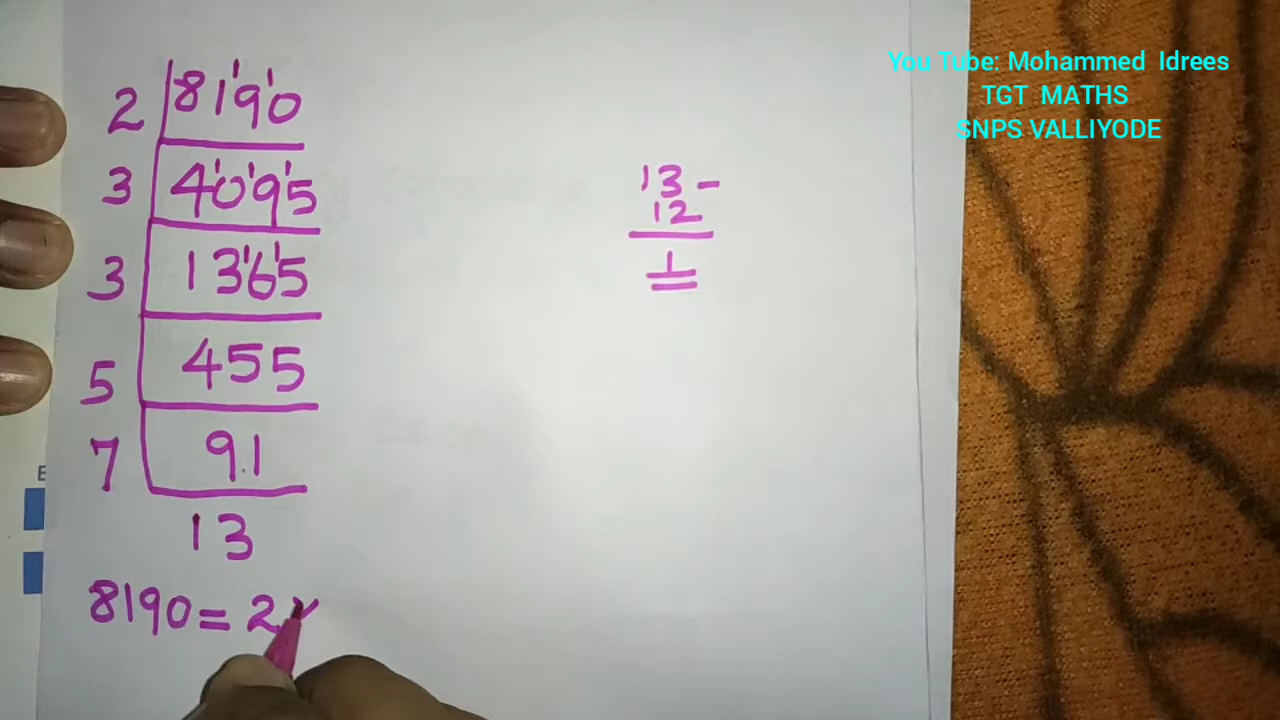 2 | 8190
3 | 4095
3 | 1365
5 | 455
7 | 91
13
8190 = 2 ×
13 -
12
1
You Tube: Mohammed Idrees
TGT MATHS
SNPS VALLIYODE